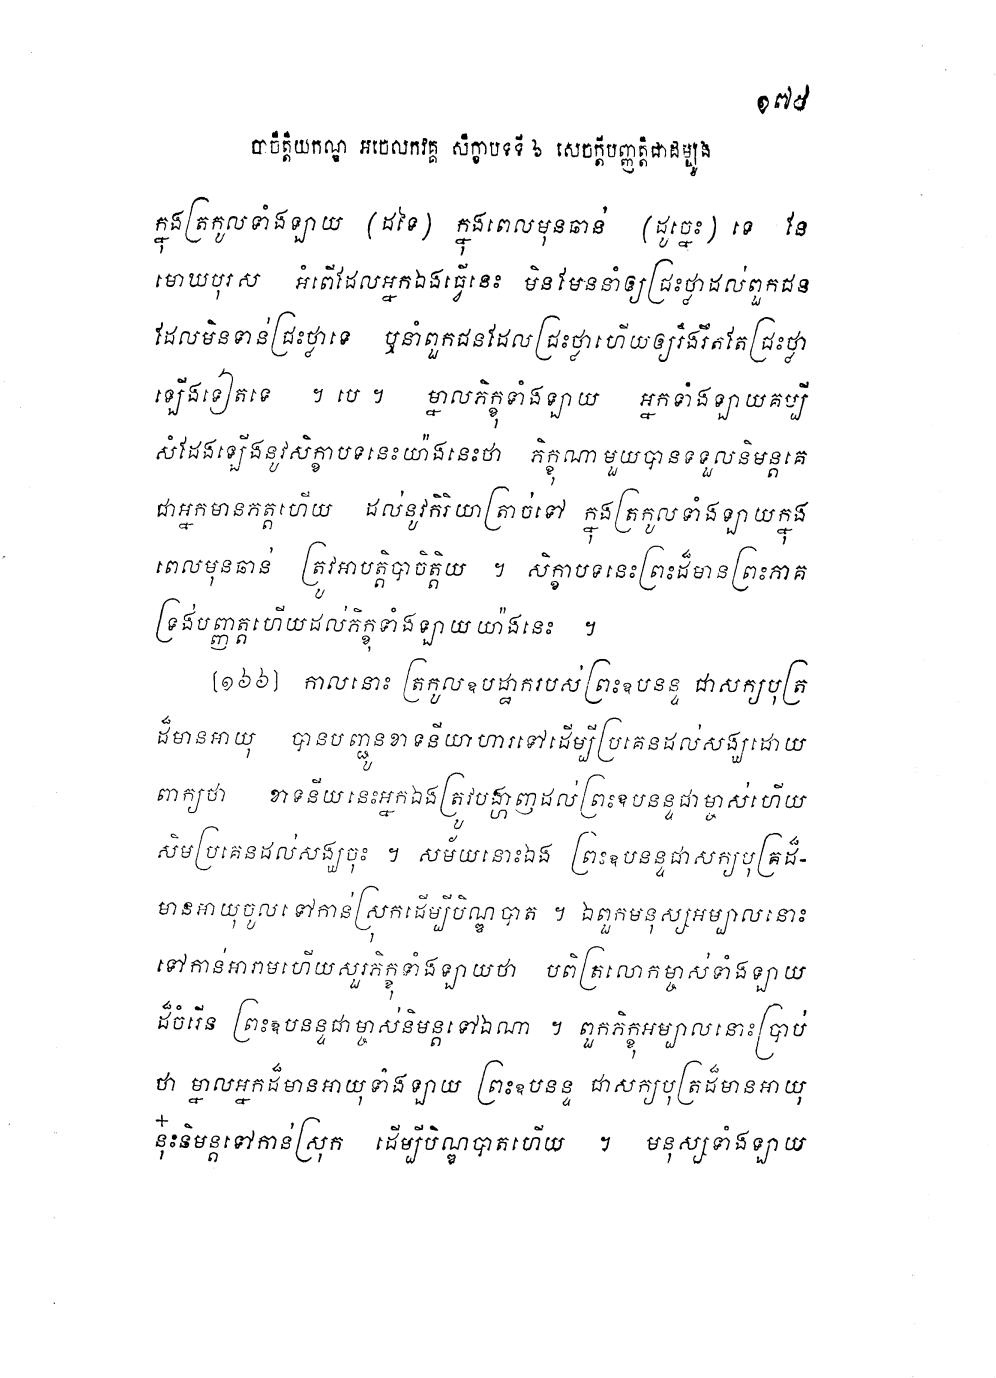 ១៧៩
បាចិត្តិយកណ្ឌ អចេលកវគ្គ សិក្ខាបទទី ៦ សេចក្តីបញ្ញត្តិជាដម្បូង
ក្នុងត្រកូលទាំងឡាយ (ដទៃ) ក្នុងពេលមុនធាន់ (ដូច្នេះ) ទេ នែ
មោឃបុរស អំពើដែលអ្នកឯងធ្វើនេះ មិនមែននាំឲ្យជ្រះថ្លាដល់ពួកជន
ដែលមិនទាន់ជ្រះថ្លាទេ ឬនាំពួកជនដែលជ្រះថ្លាហើយឲ្យរឹងរឹតតែជ្រះថ្លា
ឡើងទៀតទេ ។ បេ ។ ម្នាលភិក្ខុទាំងឡាយ អ្នកទាំងឡាយគប្បី
សំដែងឡើងនូវសិក្ខាបទនេះយ៉ាងនេះថា ភិក្ខុណាមួយបានទទួលនិមន្តគេ
ជាអ្នកមានភត្តហើយ ដល់នូវកិរិយាត្រាច់ទៅ ក្នុងត្រកូលទាំងឡាយក្នុង
ពេលមុនធាន់ ត្រូវអាបត្តិបាចិត្តិយ ។ សិក្ខាបទនេះព្រះដ៏មានព្រះភាគ
ទ្រង់បញ្ញត្តហើយដល់ភិក្ខុទាំងឡាយយ៉ាងនេះ ។
[១៦៦] កាលនោះ ត្រកូលឧបដ្ឋាករបស់ព្រះឧបនន្ទ ជាសក្យបុត្រ
ដ៏មានអាយុ បានបញ្ជូនខាទនីយាហារទៅដើម្បីប្រគេនដល់សង្ឃដោយ
ពាក្យថា ខាទនីយនេះអ្នកឯងត្រូវបង្ហាញដល់ព្រះឧបនន្ទជាម្ចាស់ហើយ
សិមប្រគេនដល់សង្ឃចុះ ។ សម័យនោះឯង ព្រះឧបនន្ទជាសក្យបុត្រដ៏-
មានអាយុចូលទៅកាន់ស្រុកដើម្បីបិណ្ឌបាត ។ ឯពួកមនុស្សអម្បាលនោះ
ទៅកាន់អារាមហើយសួរភិក្ខុទាំងឡាយថា បពិត្រលោកម្ចាស់ទាំងឡាយ
ដ៏ចំរើន ព្រះឧបនន្ទជាម្ចាស់និមន្តទៅឯណា ។ ពួកភិក្ខុអម្បាលនោះប្រាប់
ថា ម្នាលអ្នកដ៏មានអាយុទាំងឡាយ ព្រះឧបនន្ទ ជាសក្យបុត្រដ៏មានអាយុ
នុ៎ះនិមន្តទៅកាន់ស្រុក ដើម្បីបិណ្ឌបាតហើយ ។ មនុស្សទាំងឡាយ